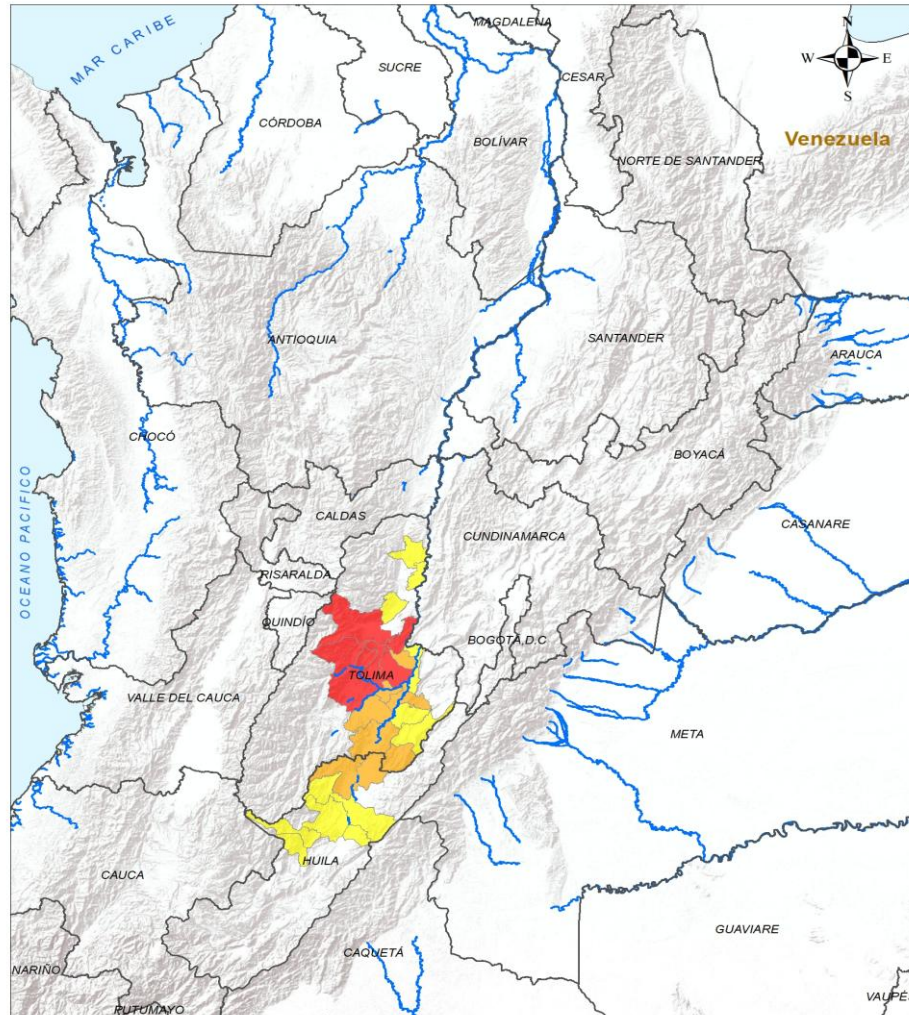 MAGDALENA
N
MAR CARIBE
W
E
S
SUCRE
CESAR
CÓRDOBA
BOLÍVAR
Venezuela
NORTE DE SANTANDER
ANTIOQUIA
SANTANDER
ARAUCA
CHOCÓ
BOYACÁ
CALDAS
CASANARE
CUNDINAMARCA
OCEANO PACIFICO
RISARALDA
QUINDÍO
BOGOTÁ,D.C
TOLIMA
VALLE DEL CAUCA
META
HUILA
CAUCA
GUAVIARE
CAQUETÁ
NARIÑO
VAUPÉS
PUTUMAYO